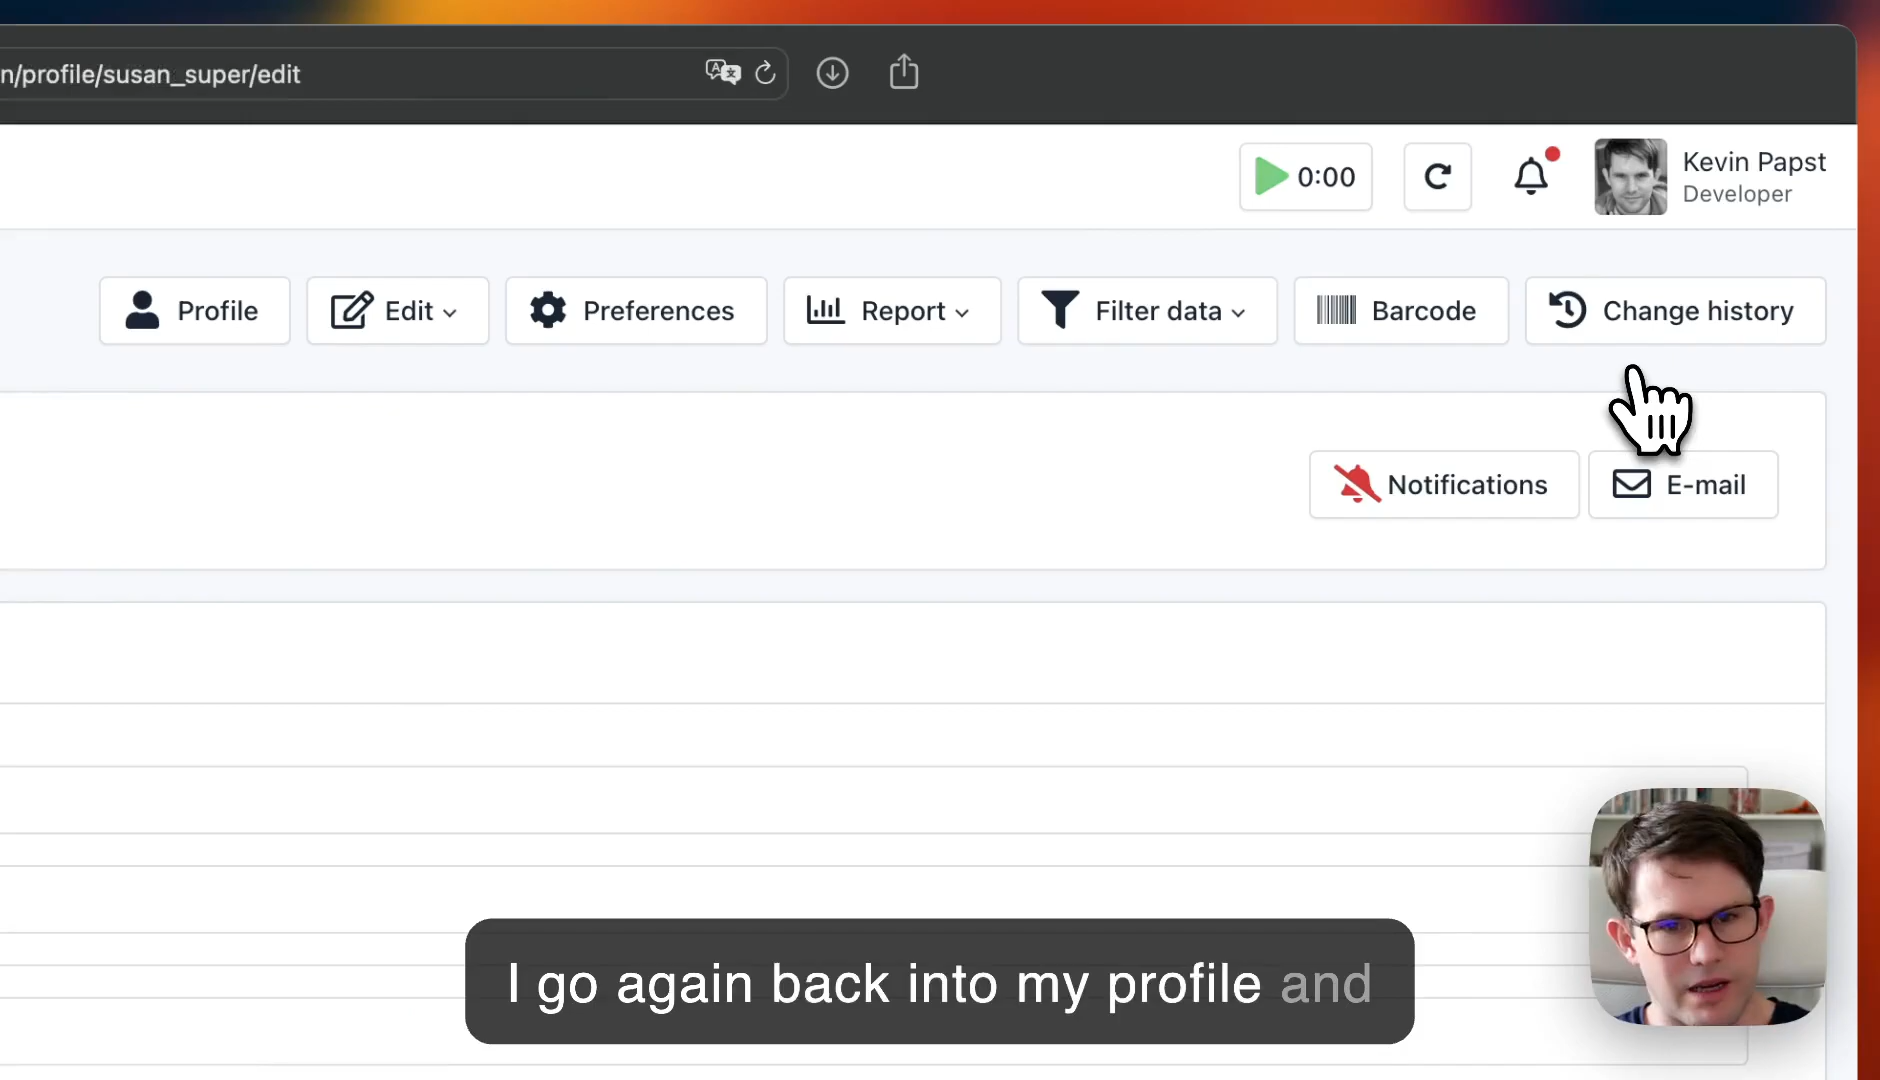 n/profile/susan_super/edit
0:00
Kevin Papst
Developer
Profile
Edit
Preferences
Report
Filter data
Barcode
Change history
Notifications
E-mail
I go again back into my profile and